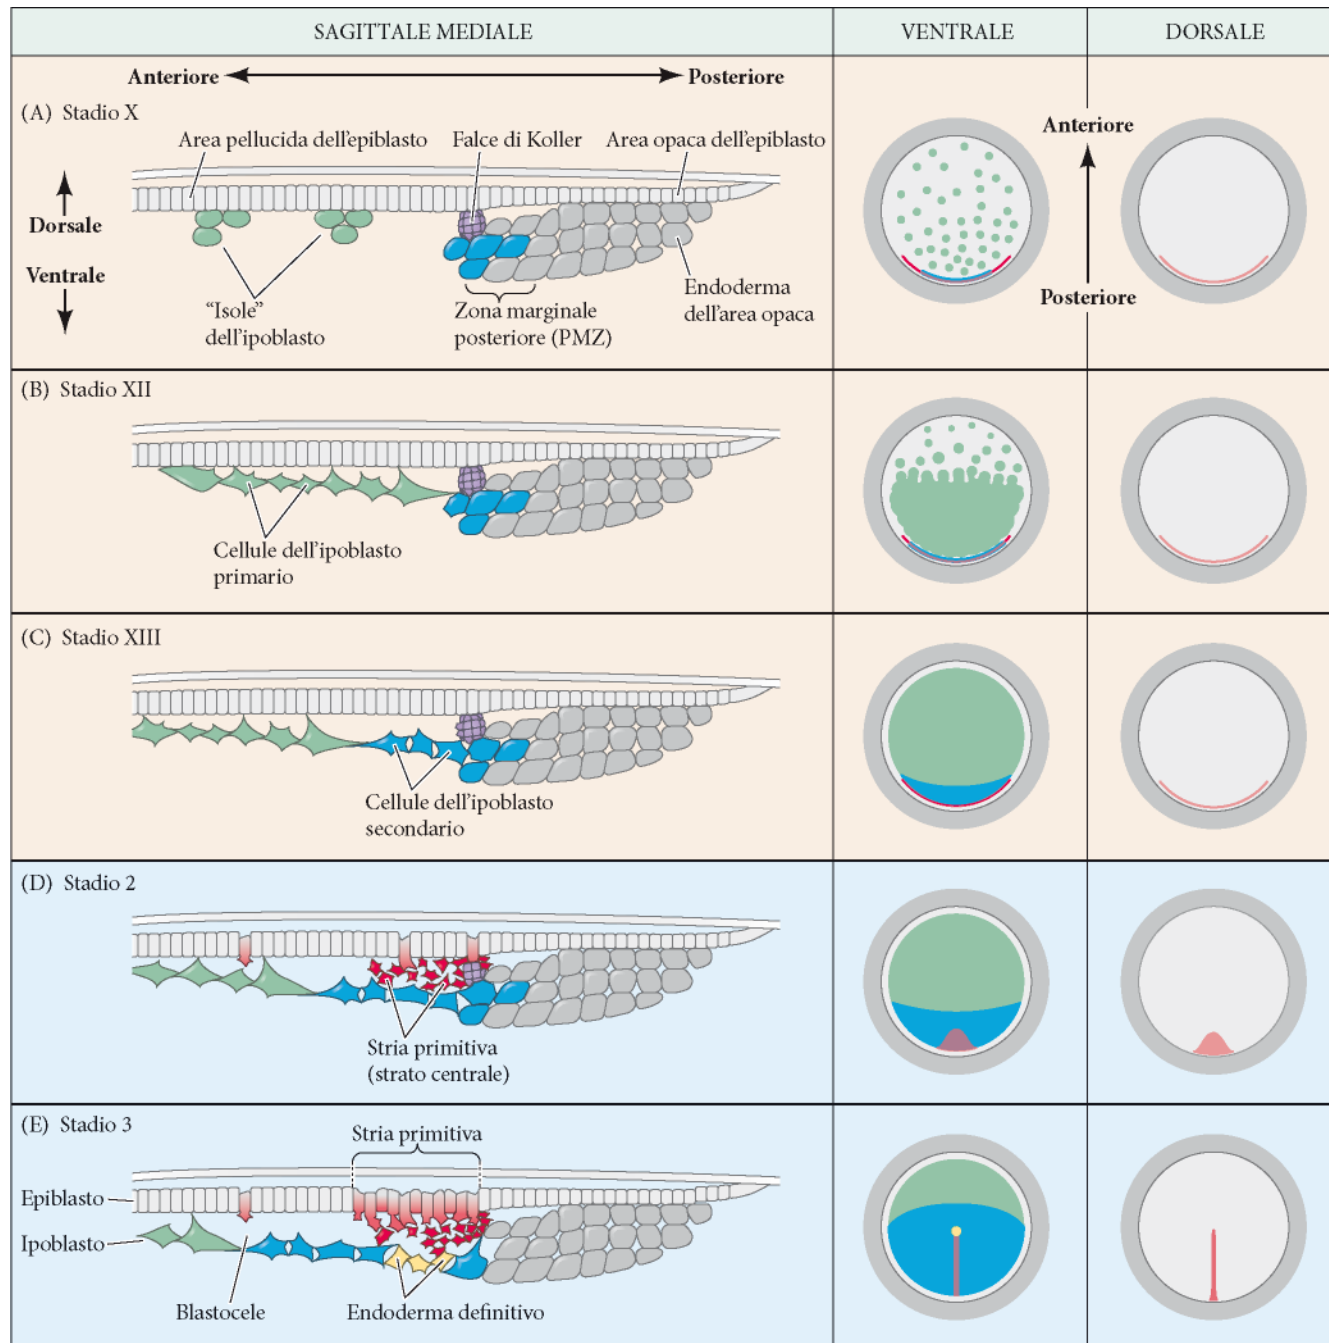 SAGITTALE MEDIALE
VENTRALE
DORSALE
Anteriore
Posteriore
(A) Stadio X
Area pellucida dell'epiblasto
Falce di Koller
Area opaca dell'epiblasto
Dorsale
Ventrale
"Isole"
dell'ipoblasto
Zona marginale
posteriore (PMZ)
Endoderma
dell'area opaca
Anteriore
Posteriore
(B) Stadio XII
Cellule dell'ipoblasto
primario
(C) Stadio XIII
Cellule dell'ipoblasto
secondario
(D) Stadio 2
Stria primitiva
(strato centrale)
(E) Stadio 3
Stria primitiva
Epiblasto
Ipoblasto
Blastocele
Endoderma definitivo